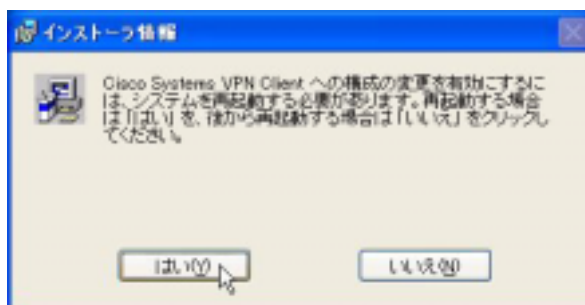 インストーラ情報
Cisco Systems VPN Client への構成の変更を有効にするに
は、システムを再起動する必要があります。再起動する場合
は「はい」を、後から再起動する場合は「いいえ」をクリックし
てください。
はい(Y)
いいえ(N)